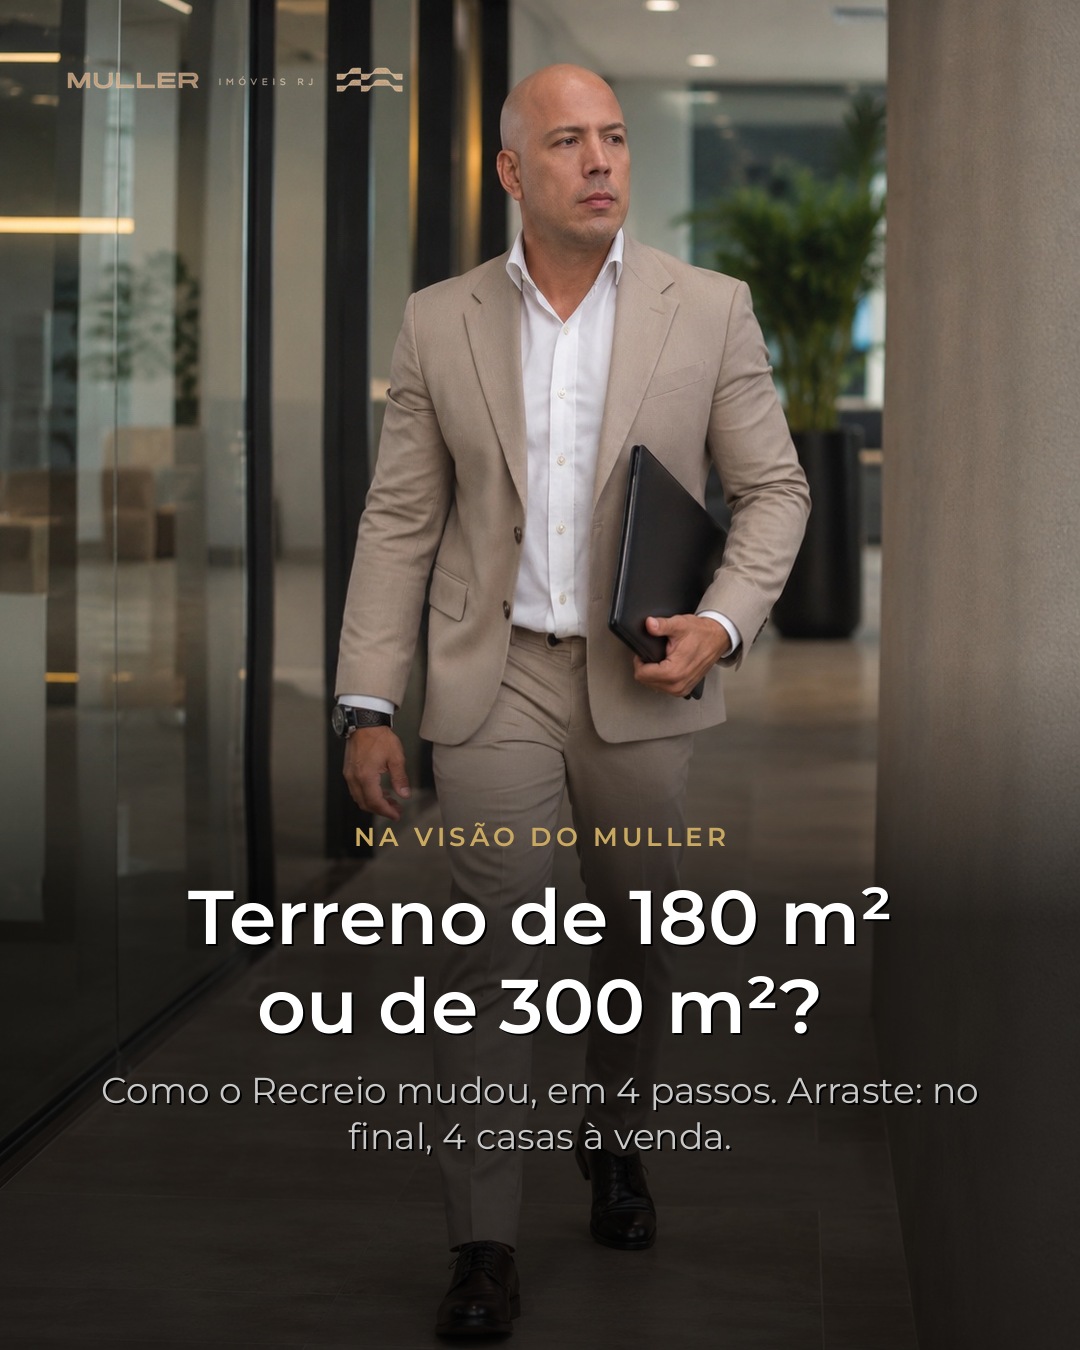 MULLER IMÓVEIS RJ
NA VISÃO DO MULLER
Terreno de 180 m²
ou de 300 m²?
Como o Recreio mudou, em 4 passos. Arraste: no
final, 4 casas à venda.